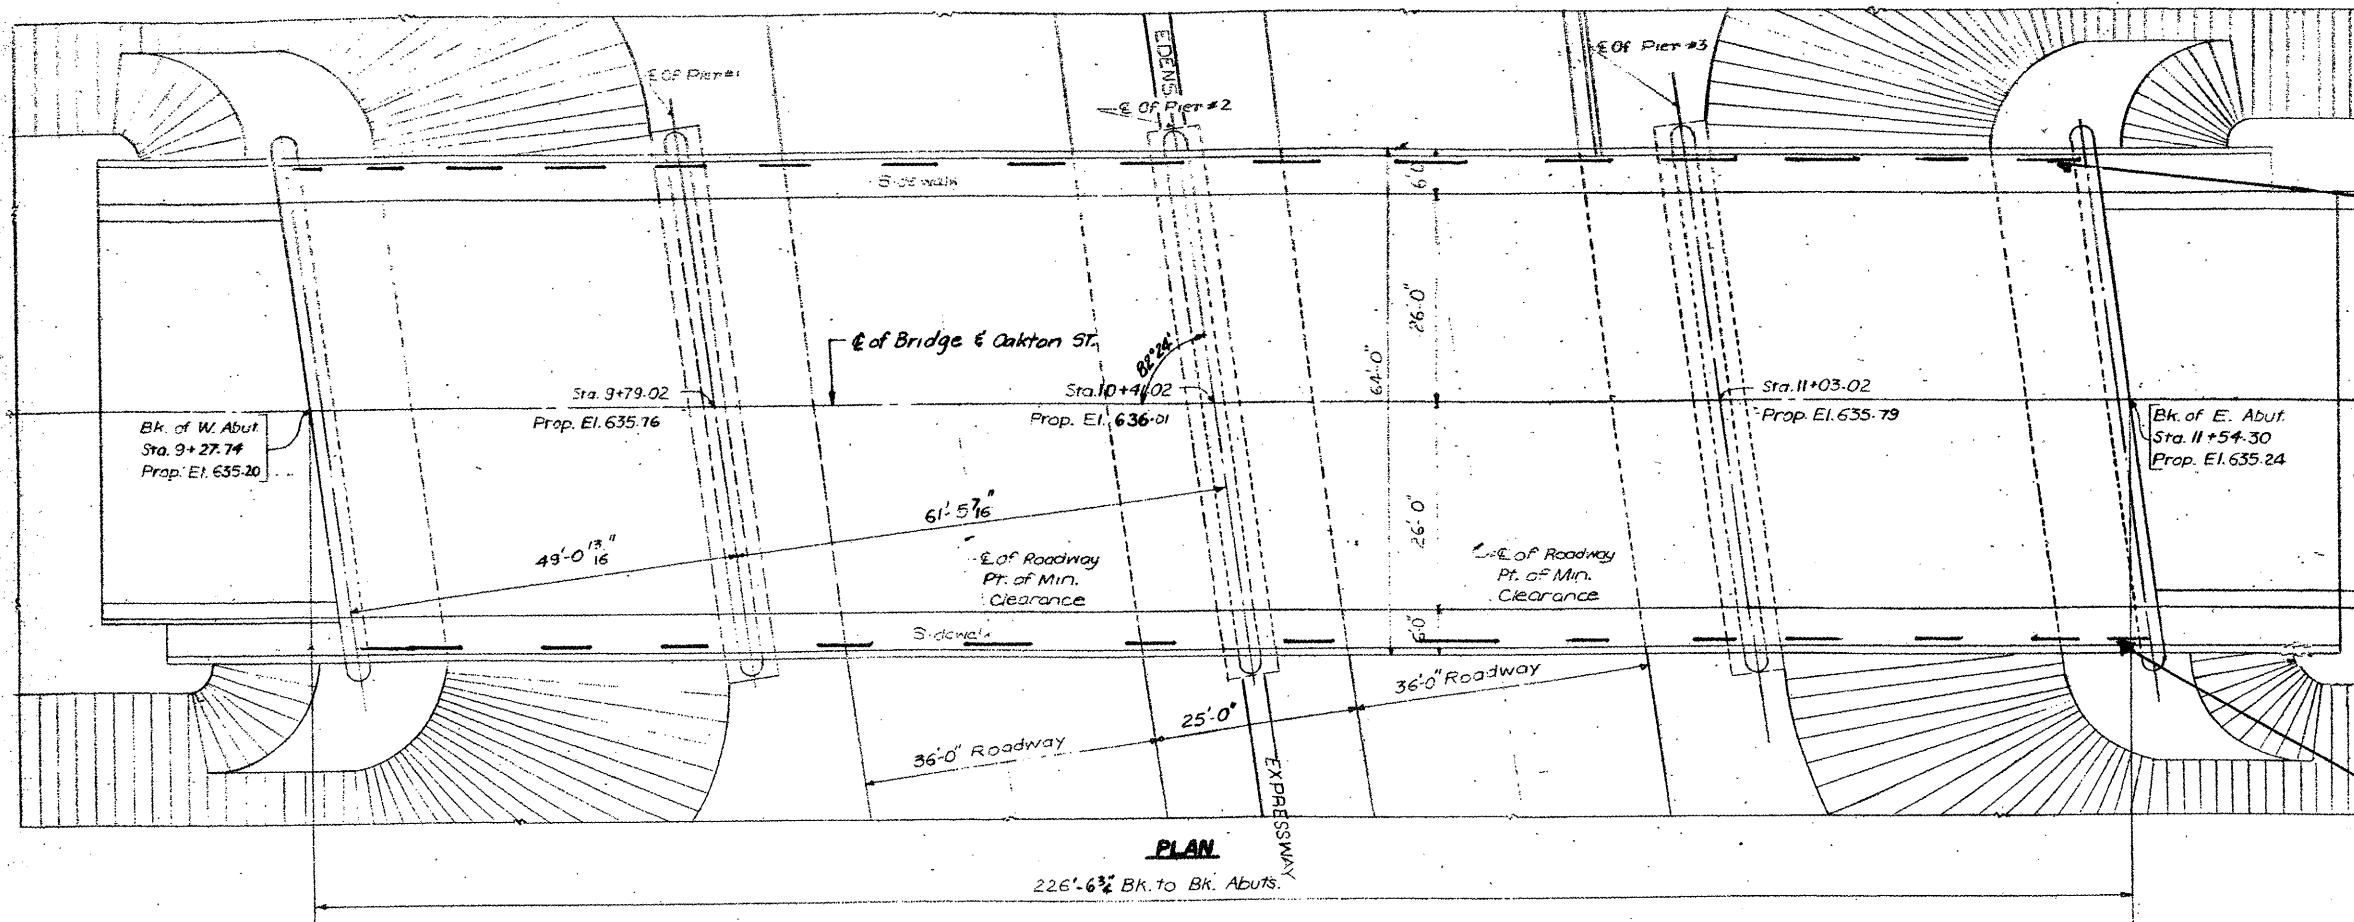 EDENS
℄ Of Pier #1
℄ Of Pier #2
℄ Of Pier #3
Sidewalk
6'-0"
26'-0"
64'-0"
℄ of Bridge & Oakton ST.
82°24'
Sta. 9+79.02
Prop. El. 635.76
Sta. 10+41.02
Prop. El. 636.01
Sta. 11+03.02
Prop. El. 635.79
Bk. of W. Abut.
Sta. 9+27.74
Prop. El. 635.20
Bk. of E. Abut.
Sta. 11+54.30
Prop. El. 635.24
61'-5 7/16"
49'-0 13/16"
26'-0"
℄ of Roadway
Pt. of Min.
Clearance
℄ of Roadway
Pt. of Min.
Clearance
Sidewalk
6'-0"
36'-0" Roadway
25'-0"
36'-0" Roadway
EXPRESSWAY
PLAN
226'-6 3/4" Bk. to Bk. Abuts.